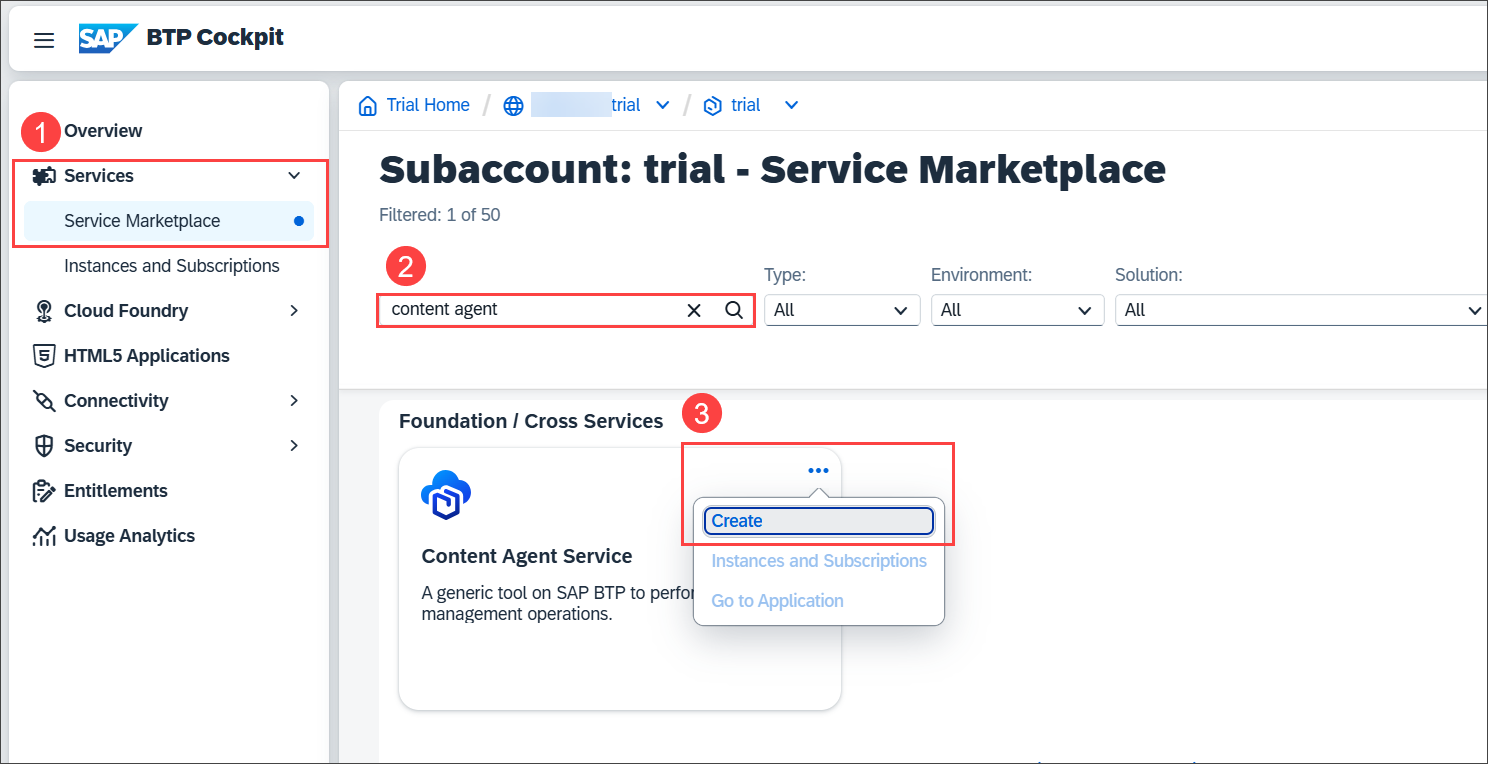 SAP BTP Cockpit
1 Overview
Services
Service Marketplace
Instances and Subscriptions
Cloud Foundry
HTML5 Applications
Connectivity
Security
Entitlements
Usage Analytics
Trial Home / trial / trial
Subaccount: trial - Service Marketplace
Filtered: 1 of 50
2
content agent
Type:
All
Environment:
All
Solution:
All
Foundation / Cross Services
3
•••
Create
Instances and Subscriptions
Go to Application
Content Agent Service
A generic tool on SAP BTP to perfor
management operations.